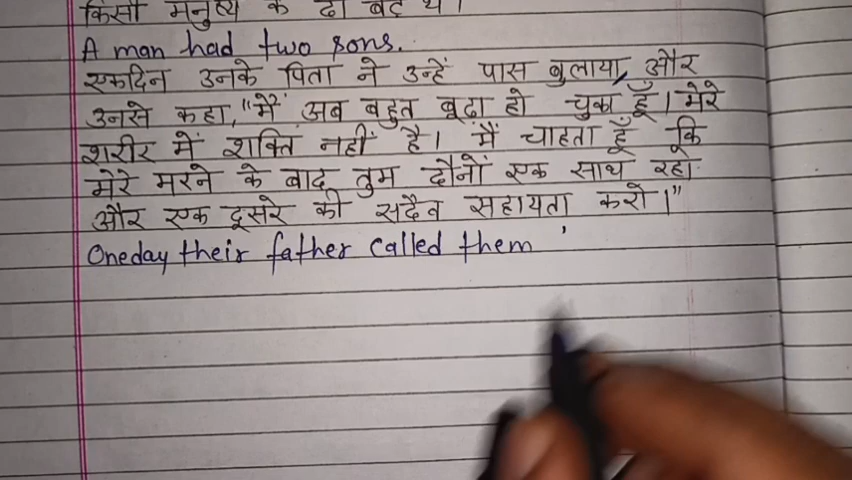 किसी मनुष्य के दो बेटे थे।
A man had two sons.
एकदिन उनके पिता ने उन्हें पास बुलाया, और
उनसे कहा, "मैं अब बहुत बूढा हो चुका हूँ। मेरे
शरीर में शक्ति नहीं है। मैं चाहता हूँ कि
मेरे मरने के बाद तुम दौनों एक साथ रहो
और एक दूसरे की सदैव सहायता करो।"
Oneday their father called them